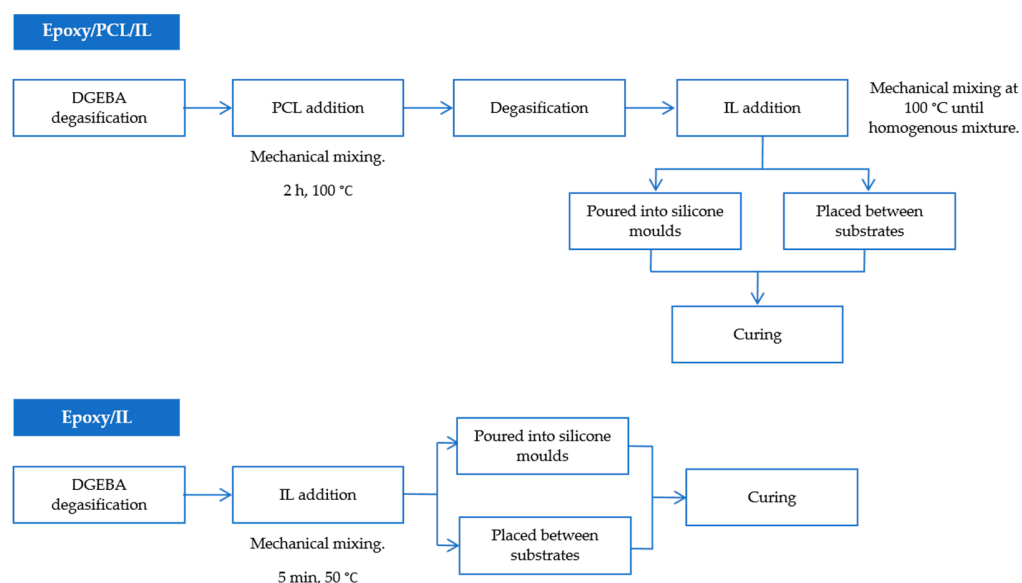 Epoxy/PCL/IL
DGEBA
degasification
PCL addition
Degasification
IL addition
Mechanical mixing at
100 °C until
homogenous mixture.
Mechanical mixing.
2 h, 100 °C
Poured into silicone
moulds
Placed between
substrates
Curing
Epoxy/IL
DGEBA
degasification
IL addition
Mechanical mixing.
5 min, 50 °C
Poured into silicone
moulds
Placed between
substrates
Curing